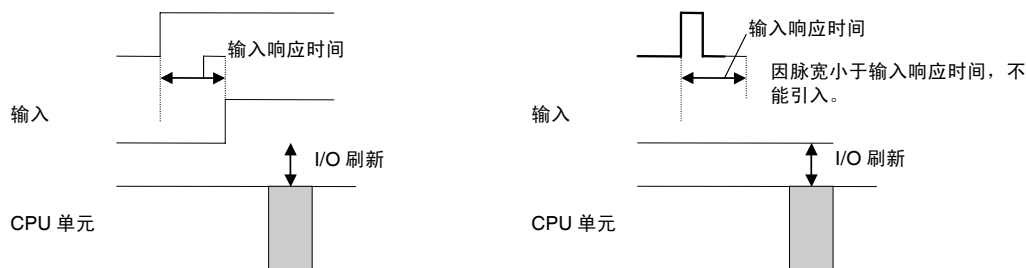 输入响应时间
输入
I/O 刷新
CPU 单元
输入响应时间
因脉宽小于输入响应时间，不
能引入。
输入
I/O 刷新
CPU 单元